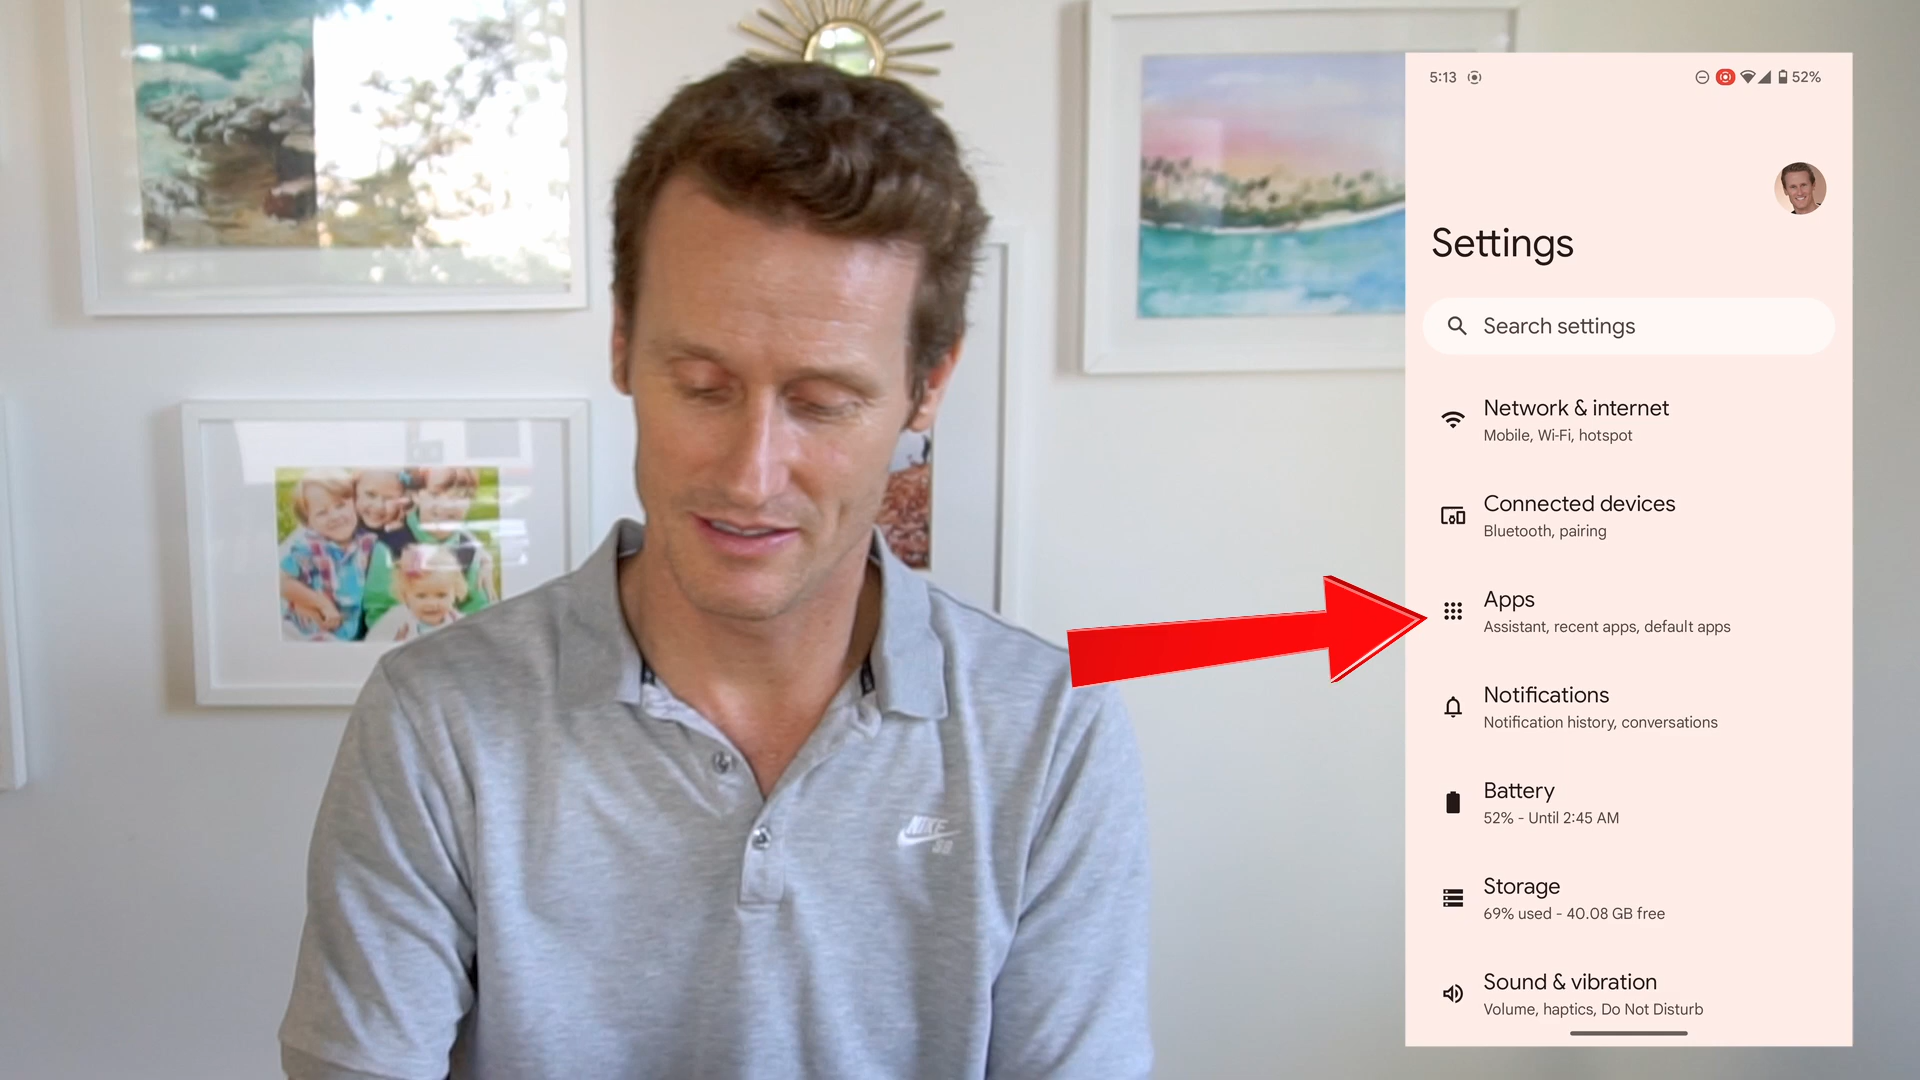 5:13
52%
Settings
Search settings
Network & internet
Mobile, Wi-Fi, hotspot
Connected devices
Bluetooth, pairing
Apps
Assistant, recent apps, default apps
Notifications
Notification history, conversations
Battery
52% - Until 2:45 AM
Storage
69% used - 40.08 GB free
Sound & vibration
Volume, haptics, Do Not Disturb
NIKE
SB